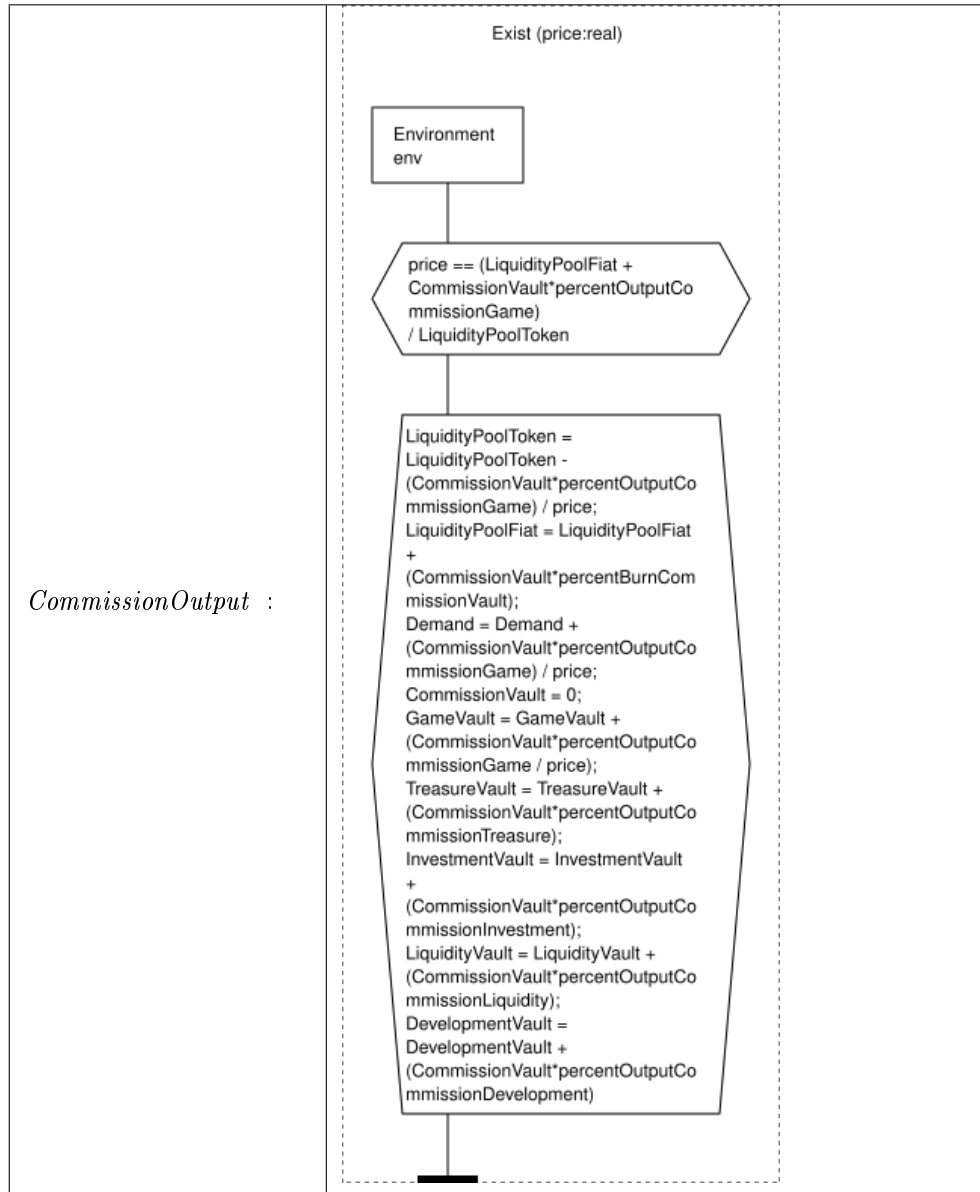 Exist (price:real)
Environment
env
price == (LiquidityPoolFiat +
CommissionVault*percentOutputCo
mmissionGame)
/ LiquidityPoolToken
LiquidityPoolToken =
LiquidityPoolToken -
(CommissionVault*percentOutputCo
mmissionGame) / price;
LiquidityPoolFiat = LiquidityPoolFiat
+
(CommissionVault*percentBurnCom
missionVault);
Demand = Demand +
(CommissionVault*percentOutputCo
mmissionGame) / price;
CommissionVault = 0;
GameVault = GameVault +
(CommissionVault*percentOutputCo
mmissionGame / price);
TreasureVault = TreasureVault +
(CommissionVault*percentOutputCo
mmissionTreasure);
InvestmentVault = InvestmentVault
+
(CommissionVault*percentOutputCo
mmissionInvestment);
LiquidityVault = LiquidityVault +
(CommissionVault*percentOutputCo
mmissionLiquidity);
DevelopmentVault =
DevelopmentVault +
(CommissionVault*percentOutputCo
mmissionDevelopment)
CommissionOutput :